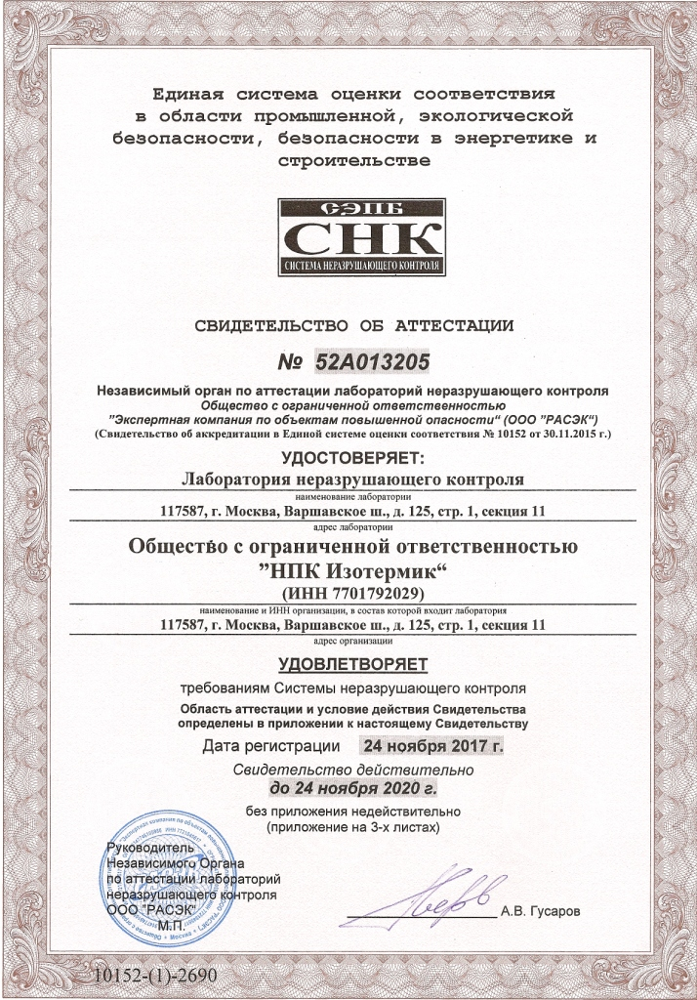 Единая система оценки соответствия
в области промышленной, экологической
безопасности, безопасности в энергетике и
строительстве
СЭПБ
СНК
СИСТЕМА НЕРАЗРУШАЮЩЕГО КОНТРОЛЯ
СВИДЕТЕЛЬСТВО ОБ АТТЕСТАЦИИ
№ 52А013205
Независимый орган по аттестации лабораторий неразрушающего контроля
Общество с ограниченной ответственностью
"Экспертная компания по объектам повышенной опасности“ (ООО "РАСЭК“)
(Свидетельство об аккредитации в Единой системе оценки соответствия № 10152 от 30.11.2015 г.)
УДОСТОВЕРЯЕТ:
Лаборатория неразрушающего контроля
наименование лаборатории
117587, г. Москва, Варшавское ш., д. 125, стр. 1, секция 11
адрес лаборатории
Общество с ограниченной ответственностью
"НПК Изотермик“
(ИНН 7701792029)
наименование и ИНН организации, в состав которой входит лаборатория
117587, г. Москва, Варшавское ш., д. 125, стр. 1, секция 11
адрес организации
УДОВЛЕТВОРЯЕТ
требованиям Системы неразрушающего контроля
Область аттестации и условие действия Свидетельства
определены в приложении к настоящему Свидетельству
Дата регистрации 24 ноября 2017 г.
Свидетельство действительно
до 24 ноября 2020 г.
без приложения недействительно
(приложение на 3-х листах)
Руководитель
Независимого Органа
по аттестации лабораторий
неразрушающего контроля
ООО "РАСЭК"
М.П.
А.В. Гусаров
10152-(1)-2690